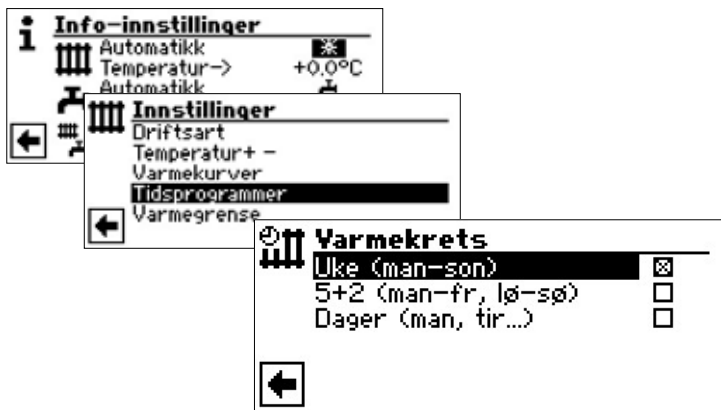 Info-innstillinger
Automatikk
Temperatur-> +0.0°C
Automatikk
Innstillinger
Driftsart
Temperatur+ -
Varmekurver
Tidsprogrammer
Varmegrense
Varmekrets
Uke (man-son)
5+2 (man-fr, lø-sø)
Dager (man, tir...)